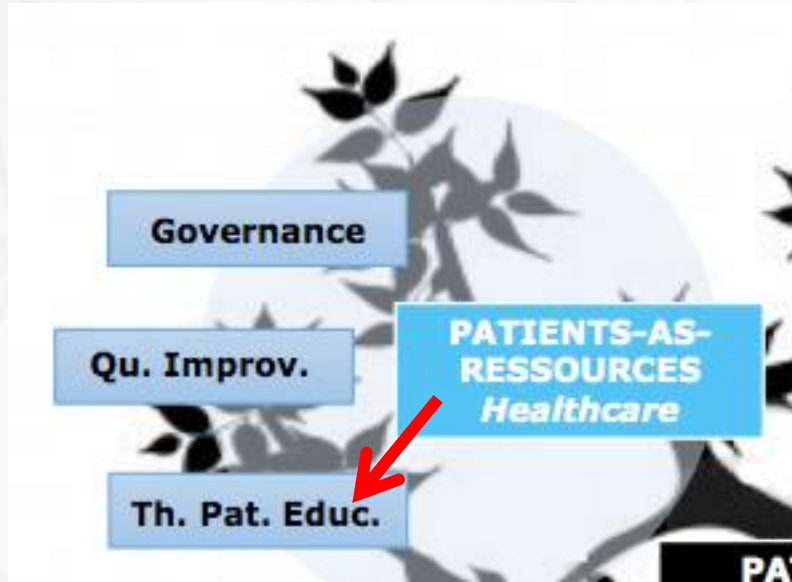 Governance
Qu. Improv.
PATIENTS-AS-
RESSOURCES
Healthcare
Th. Pat. Educ.